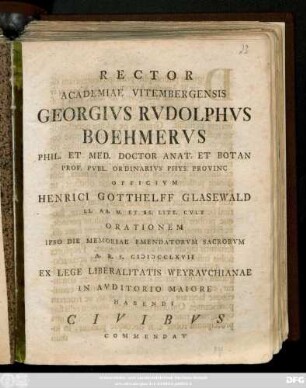 RECTOR
ACADEMIAE VITEMBERGENSIS
GEORGIVS RVDOLPHVS
BOEHMERVS
PHIL. ET MED. DOCTOR ANAT. ET BOTAN
PROF. PVBL. ORDINARIVS PHYS. PROVINC
OFFICIVM
HENRICI GOTTHELFF GLASEWALD
LL. AA. M. ET LL. LITT. CVLT
ORATIONEM
IPSO DIE MEMORIAE EMENDATORVM SACRORVM
A. R. S. CIƆIƆCCLXVII
EX LEGE LIBERALITATIS WEYRAVCHIANAE
IN AVDITORIO MAIORE
HABENDI
CIVIBVS
COMMENDAT